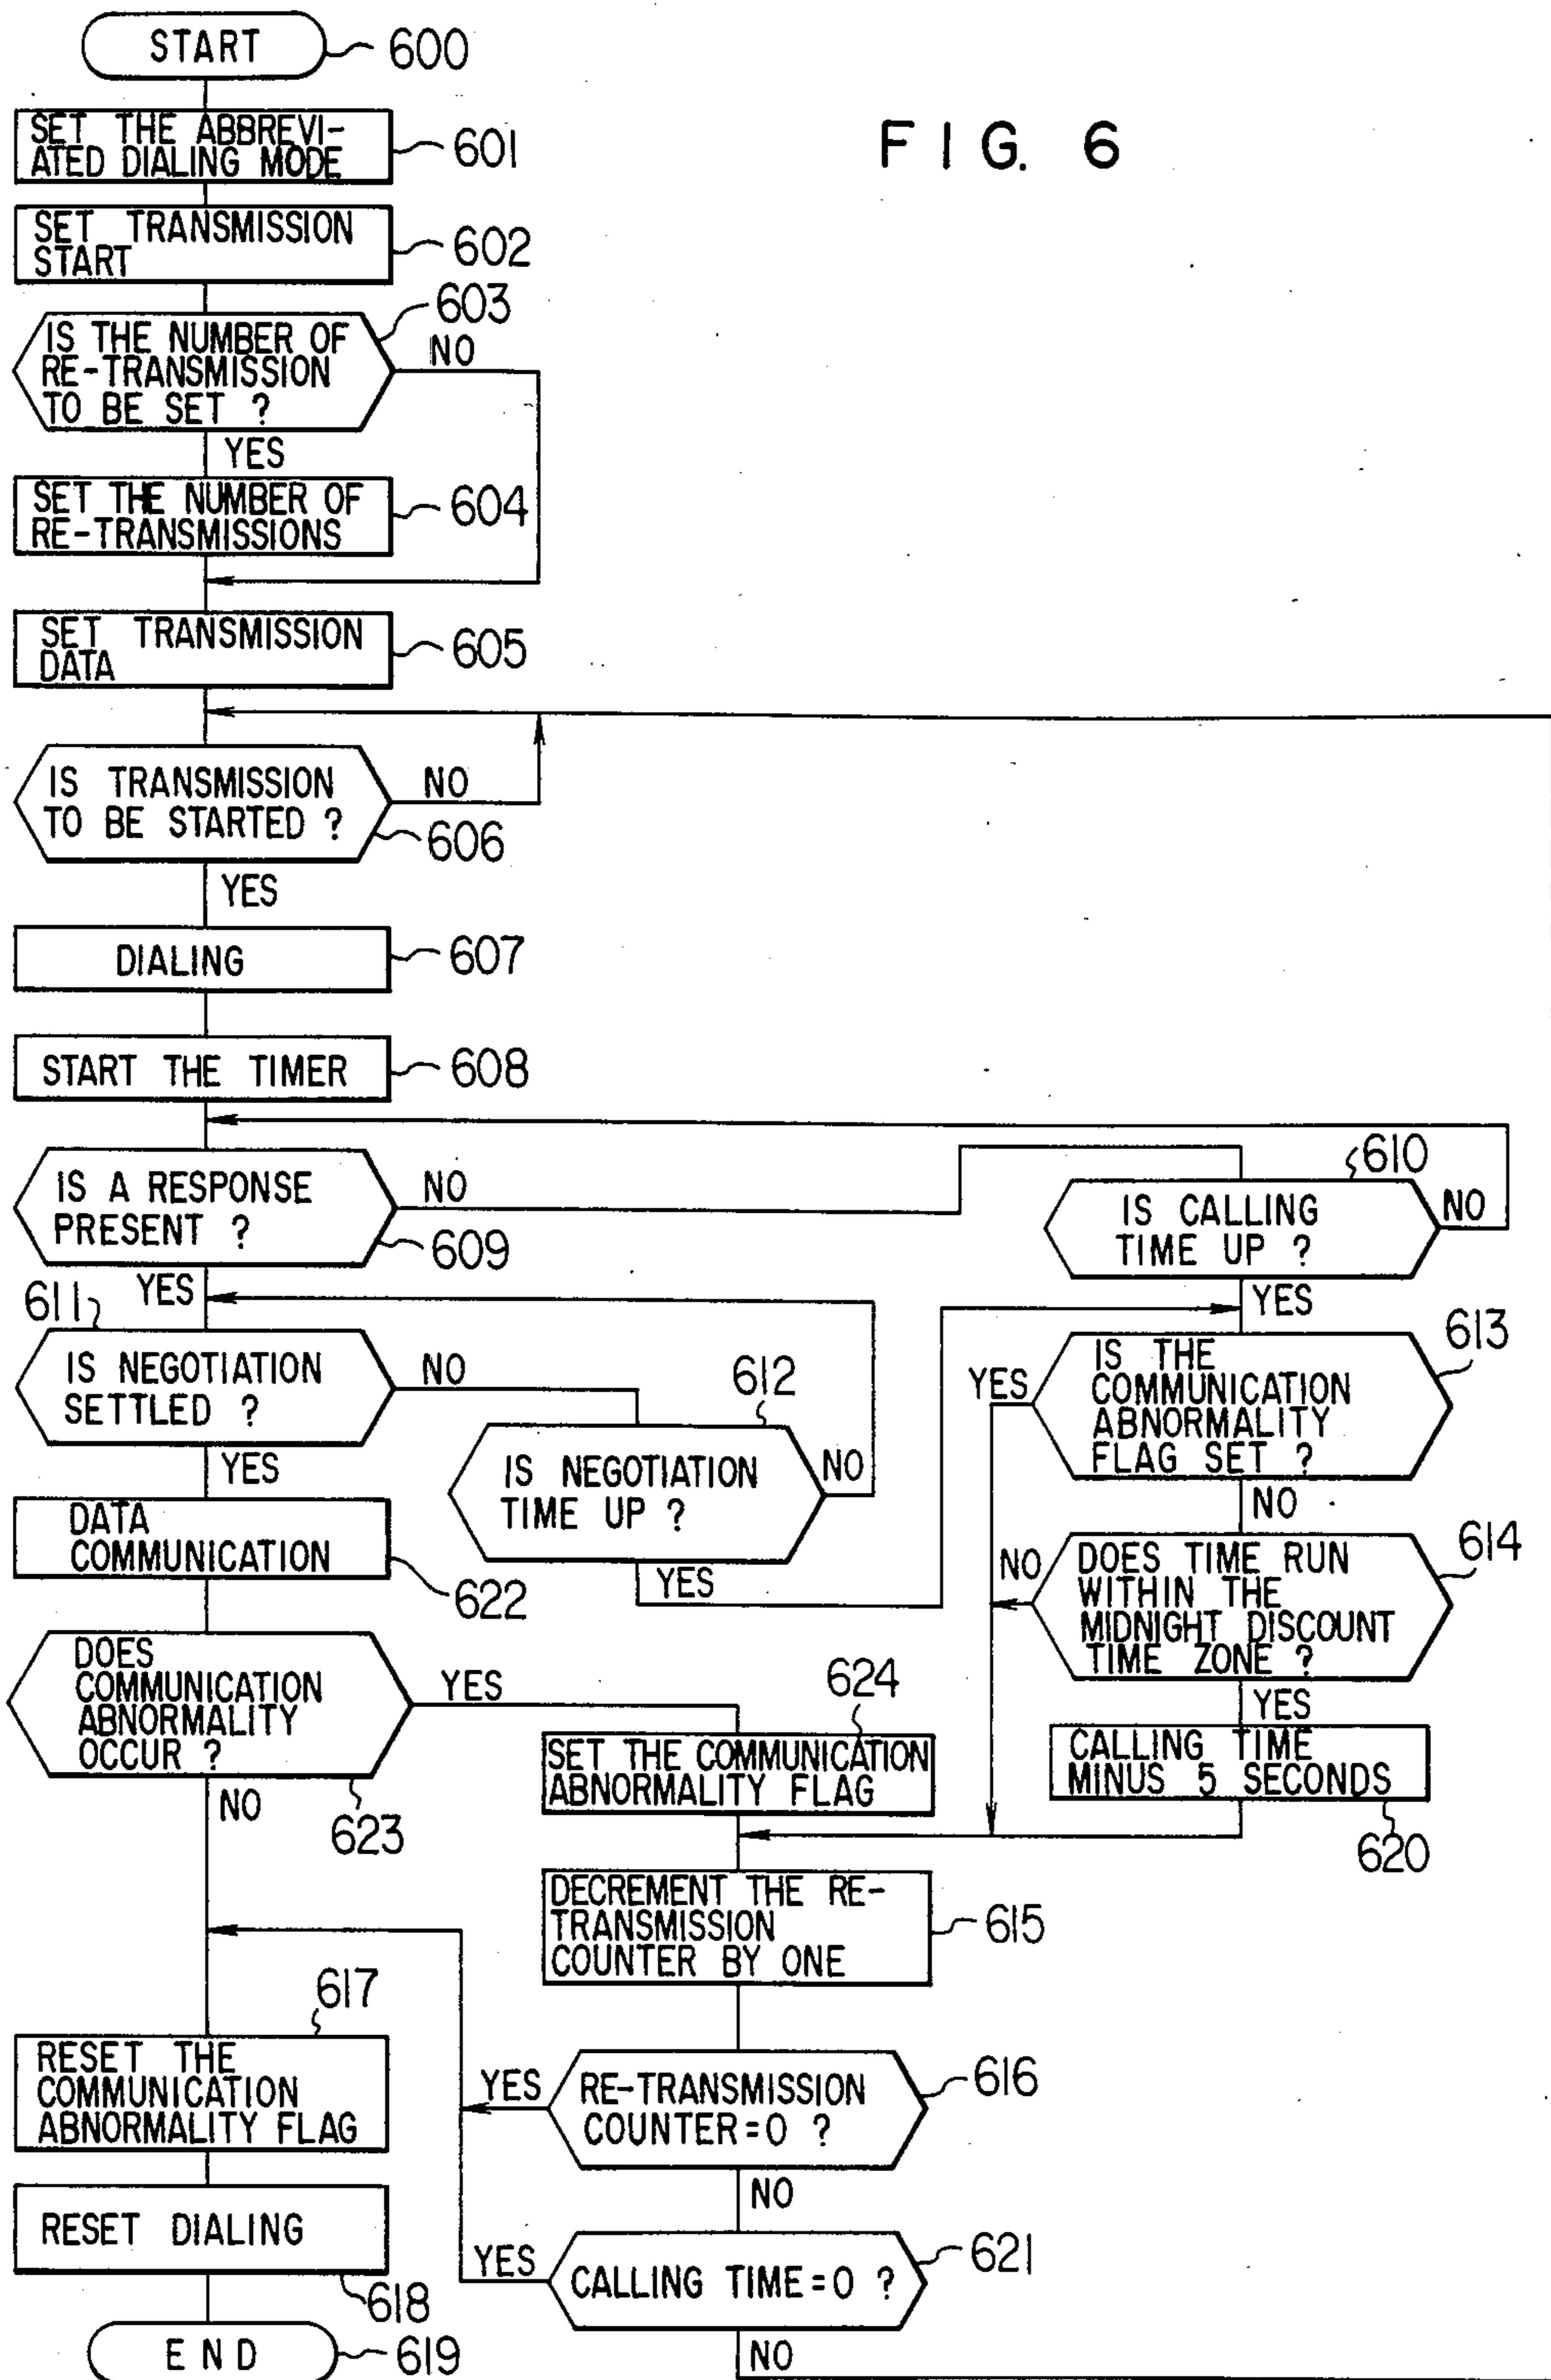 START
600
SET THE ABBREVI-
ATED DIALING MODE
601
FIG. 6
SET TRANSMISSION
START
602
603
IS THE NUMBER OF
RE-TRANSMISSION
TO BE SET ?
NO
YES
SET THE NUMBER OF
RE-TRANSMISSIONS
604
SET TRANSMISSION
DATA
605
IS TRANSMISSION
TO BE STARTED ?
NO
606
YES
DIALING
607
START THE TIMER
608
IS A RESPONSE
PRESENT ?
NO
609
YES
610
IS CALLING
TIME UP ?
NO
YES
611
IS NEGOTIATION
SETTLED ?
NO
YES
612
IS NEGOTIATION
TIME UP ?
NO
YES
613
IS THE
COMMUNICATION
ABNORMALITY
FLAG SET ?
YES
NO
614
DOES TIME RUN
WITHIN THE
MIDNIGHT DISCOUNT
TIME ZONE ?
NO
YES
DATA
COMMUNICATION
622
DOES
COMMUNICATION
ABNORMALITY
OCCUR ?
YES
NO
623
624
SET THE COMMUNICATION
ABNORMALITY FLAG
CALLING TIME
MINUS 5 SECONDS
620
DECREMENT THE RE-
TRANSMISSION
COUNTER BY ONE
615
617
RESET THE
COMMUNICATION
ABNORMALITY FLAG
YES
RE-TRANSMISSION
COUNTER=0 ?
616
NO
RESET DIALING
618
YES
CALLING TIME=0 ?
621
NO
END
619